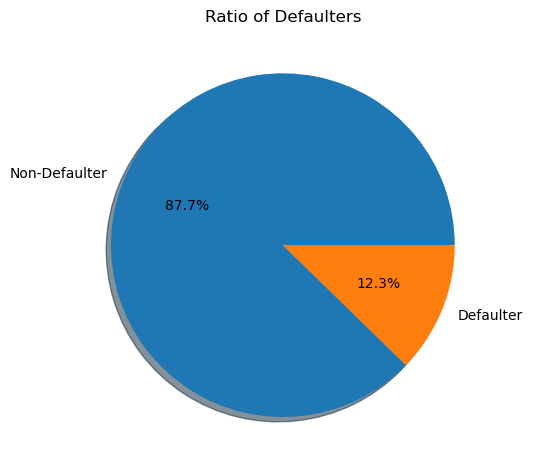 Ratio of Defaulters
Non-Defaulter
87.7%
12.3%
Defaulter